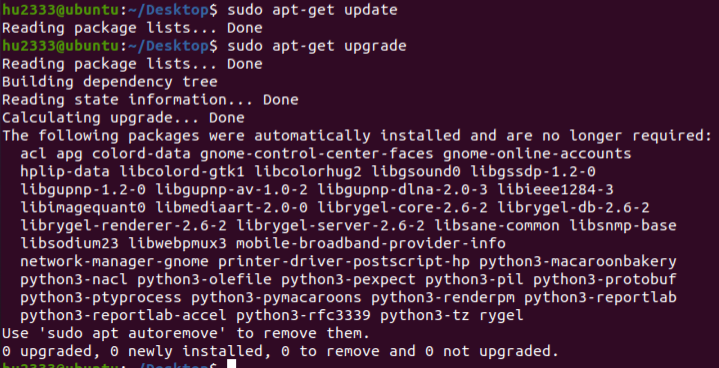 hu2333@ubuntu:~/Desktop$ sudo apt-get update
Reading package lists... Done
hu2333@ubuntu:~/Desktop$ sudo apt-get upgrade
Reading package lists... Done
Building dependency tree
Reading state information... Done
Calculating upgrade... Done
The following packages were automatically installed and are no longer required:
  acl apg colord-data gnome-control-center-faces gnome-online-accounts
  hplip-data libcolord-gtk1 libcolorhug2 libgsound0 libgssdp-1.2-0
  libgupnp-1.2-0 libgupnp-av-1.0-2 libgupnp-dlna-2.0-3 libieee1284-3
  libimagequant0 libmediaart-2.0-0 librygel-core-2.6-2 librygel-db-2.6-2
  librygel-renderer-2.6-2 librygel-server-2.6-2 libsane-common libsnmp-base
  libsodium23 libwebpmux3 mobile-broadband-provider-info
  network-manager-gnome printer-driver-postscript-hp python3-macaroonbakery
  python3-nacl python3-olefile python3-pexpect python3-pil python3-protobuf
  python3-ptyprocess python3-pymacaroons python3-renderpm python3-reportlab
  python3-reportlab-accel python3-rfc3339 python3-tz rygel
Use 'sudo apt autoremove' to remove them.
0 upgraded, 0 newly installed, 0 to remove and 0 not upgraded.
hu2333@ubuntu:~/Desktop$